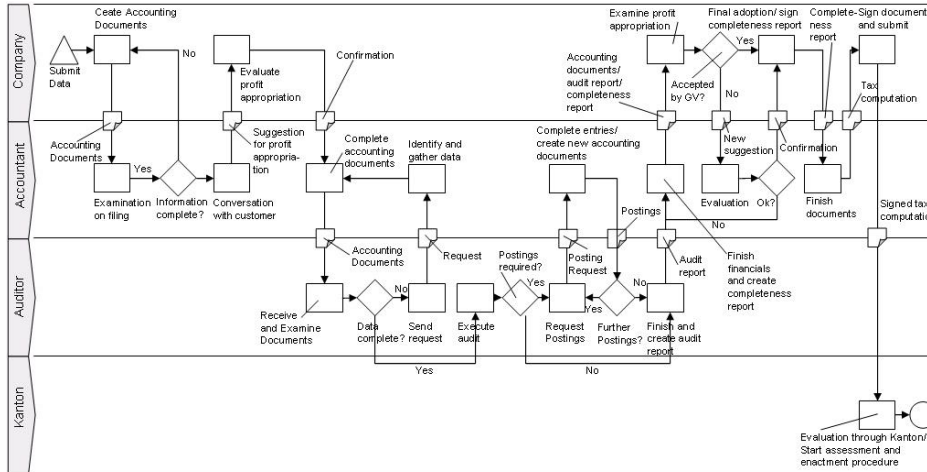 Company
Ceate Accounting
Documents
Submit
Data
No
Accounting
Documents
Evaluate
profit
appropriation
Confirmation
Suggestion
for profit
appropria-
tion
Examine profit
appropriation
Final adoption/ sign
completeness report
Yes
Accepted
by GV?
No
Accounting
documents/
audit report/
completeness
report
Complete-
ness
report
Sign document
and submit
Tax
computation
Accountant
Yes
Examination
on filing
Information
complete?
Conversation
with customer
Complete
accounting
documents
Identify and
gather data
Complete entries/
create new accounting
documents
New
suggestion
Confirmation
Evaluation
Ok?
No
Finish
documents
Signed tax
computation
Auditor
Accounting
Documents
Request
Receive
and Examine
Documents
Data
complete?
No
Send
request
Yes
Execute
audit
Postings
required?
Yes
Posting
Request
Postings
Request
Postings
Yes
Further
Postings?
No
Audit
report
Finish and
create audit
report
No
Finish
financials
and create
completeness
report
Kanton
Evaluation through Kanton/
Start assessment and
enactment procedure